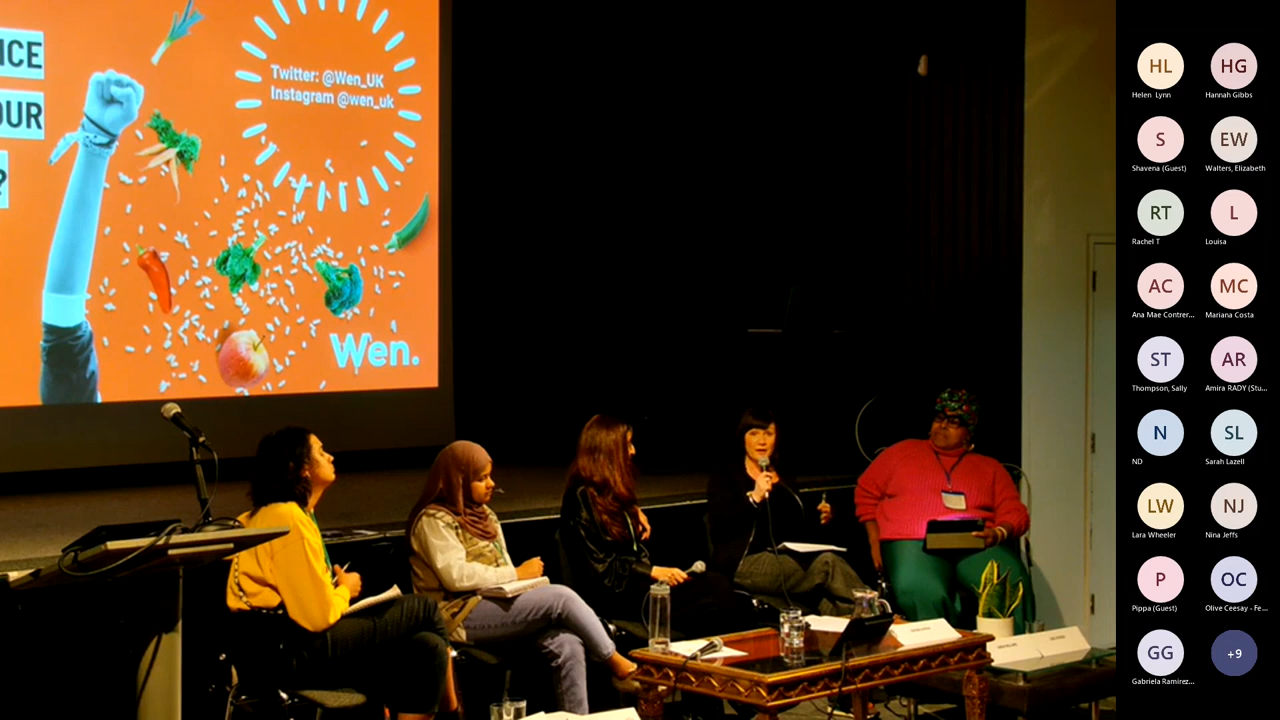 ICE
OUR
?
Twitter: @Wen_UK
Instagram @wen_uk
Wen.
HL
Helen Lynn
HG
Hannah Gibbs
S
Shavena (Guest)
EW
Walters, Elizabeth
RT
Rachel T
L
Louisa
AC
Ana Mae Contrer...
MC
Mariana Costa
ST
Thompson, Sally
AR
Amira RADY (Stu...
N
ND
SL
Sarah Lazell
LW
Lara Wheeler
NJ
Nina Jeffs
P
Pippa (Guest)
OC
Olive Ceesay - Fe...
GG
Gabriela Ramirez...
+9